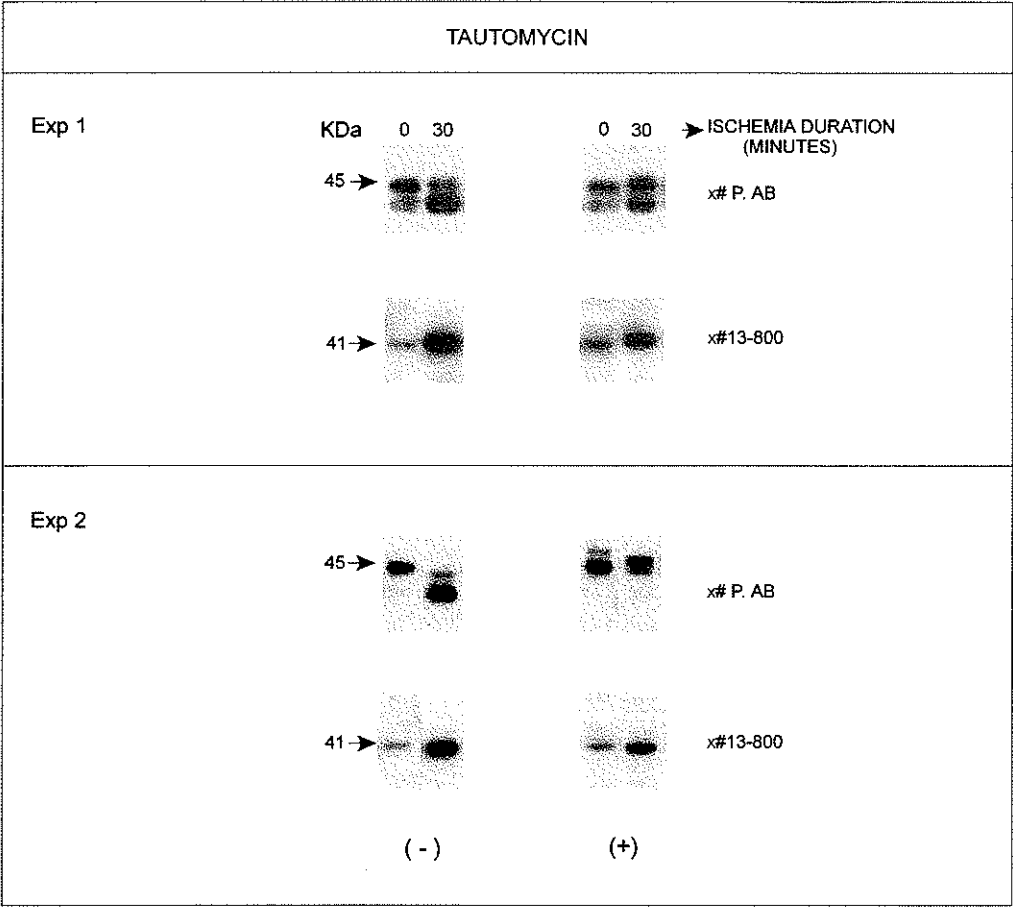 TAUTOMYCIN
Exp 1
KDa 0 30 0 30 ISCHEMIA DURATION
(MINUTES)
45 x# P. AB
41 x#13-800
Exp 2
45 x# P. AB
41 x#13-800
( - ) (+)